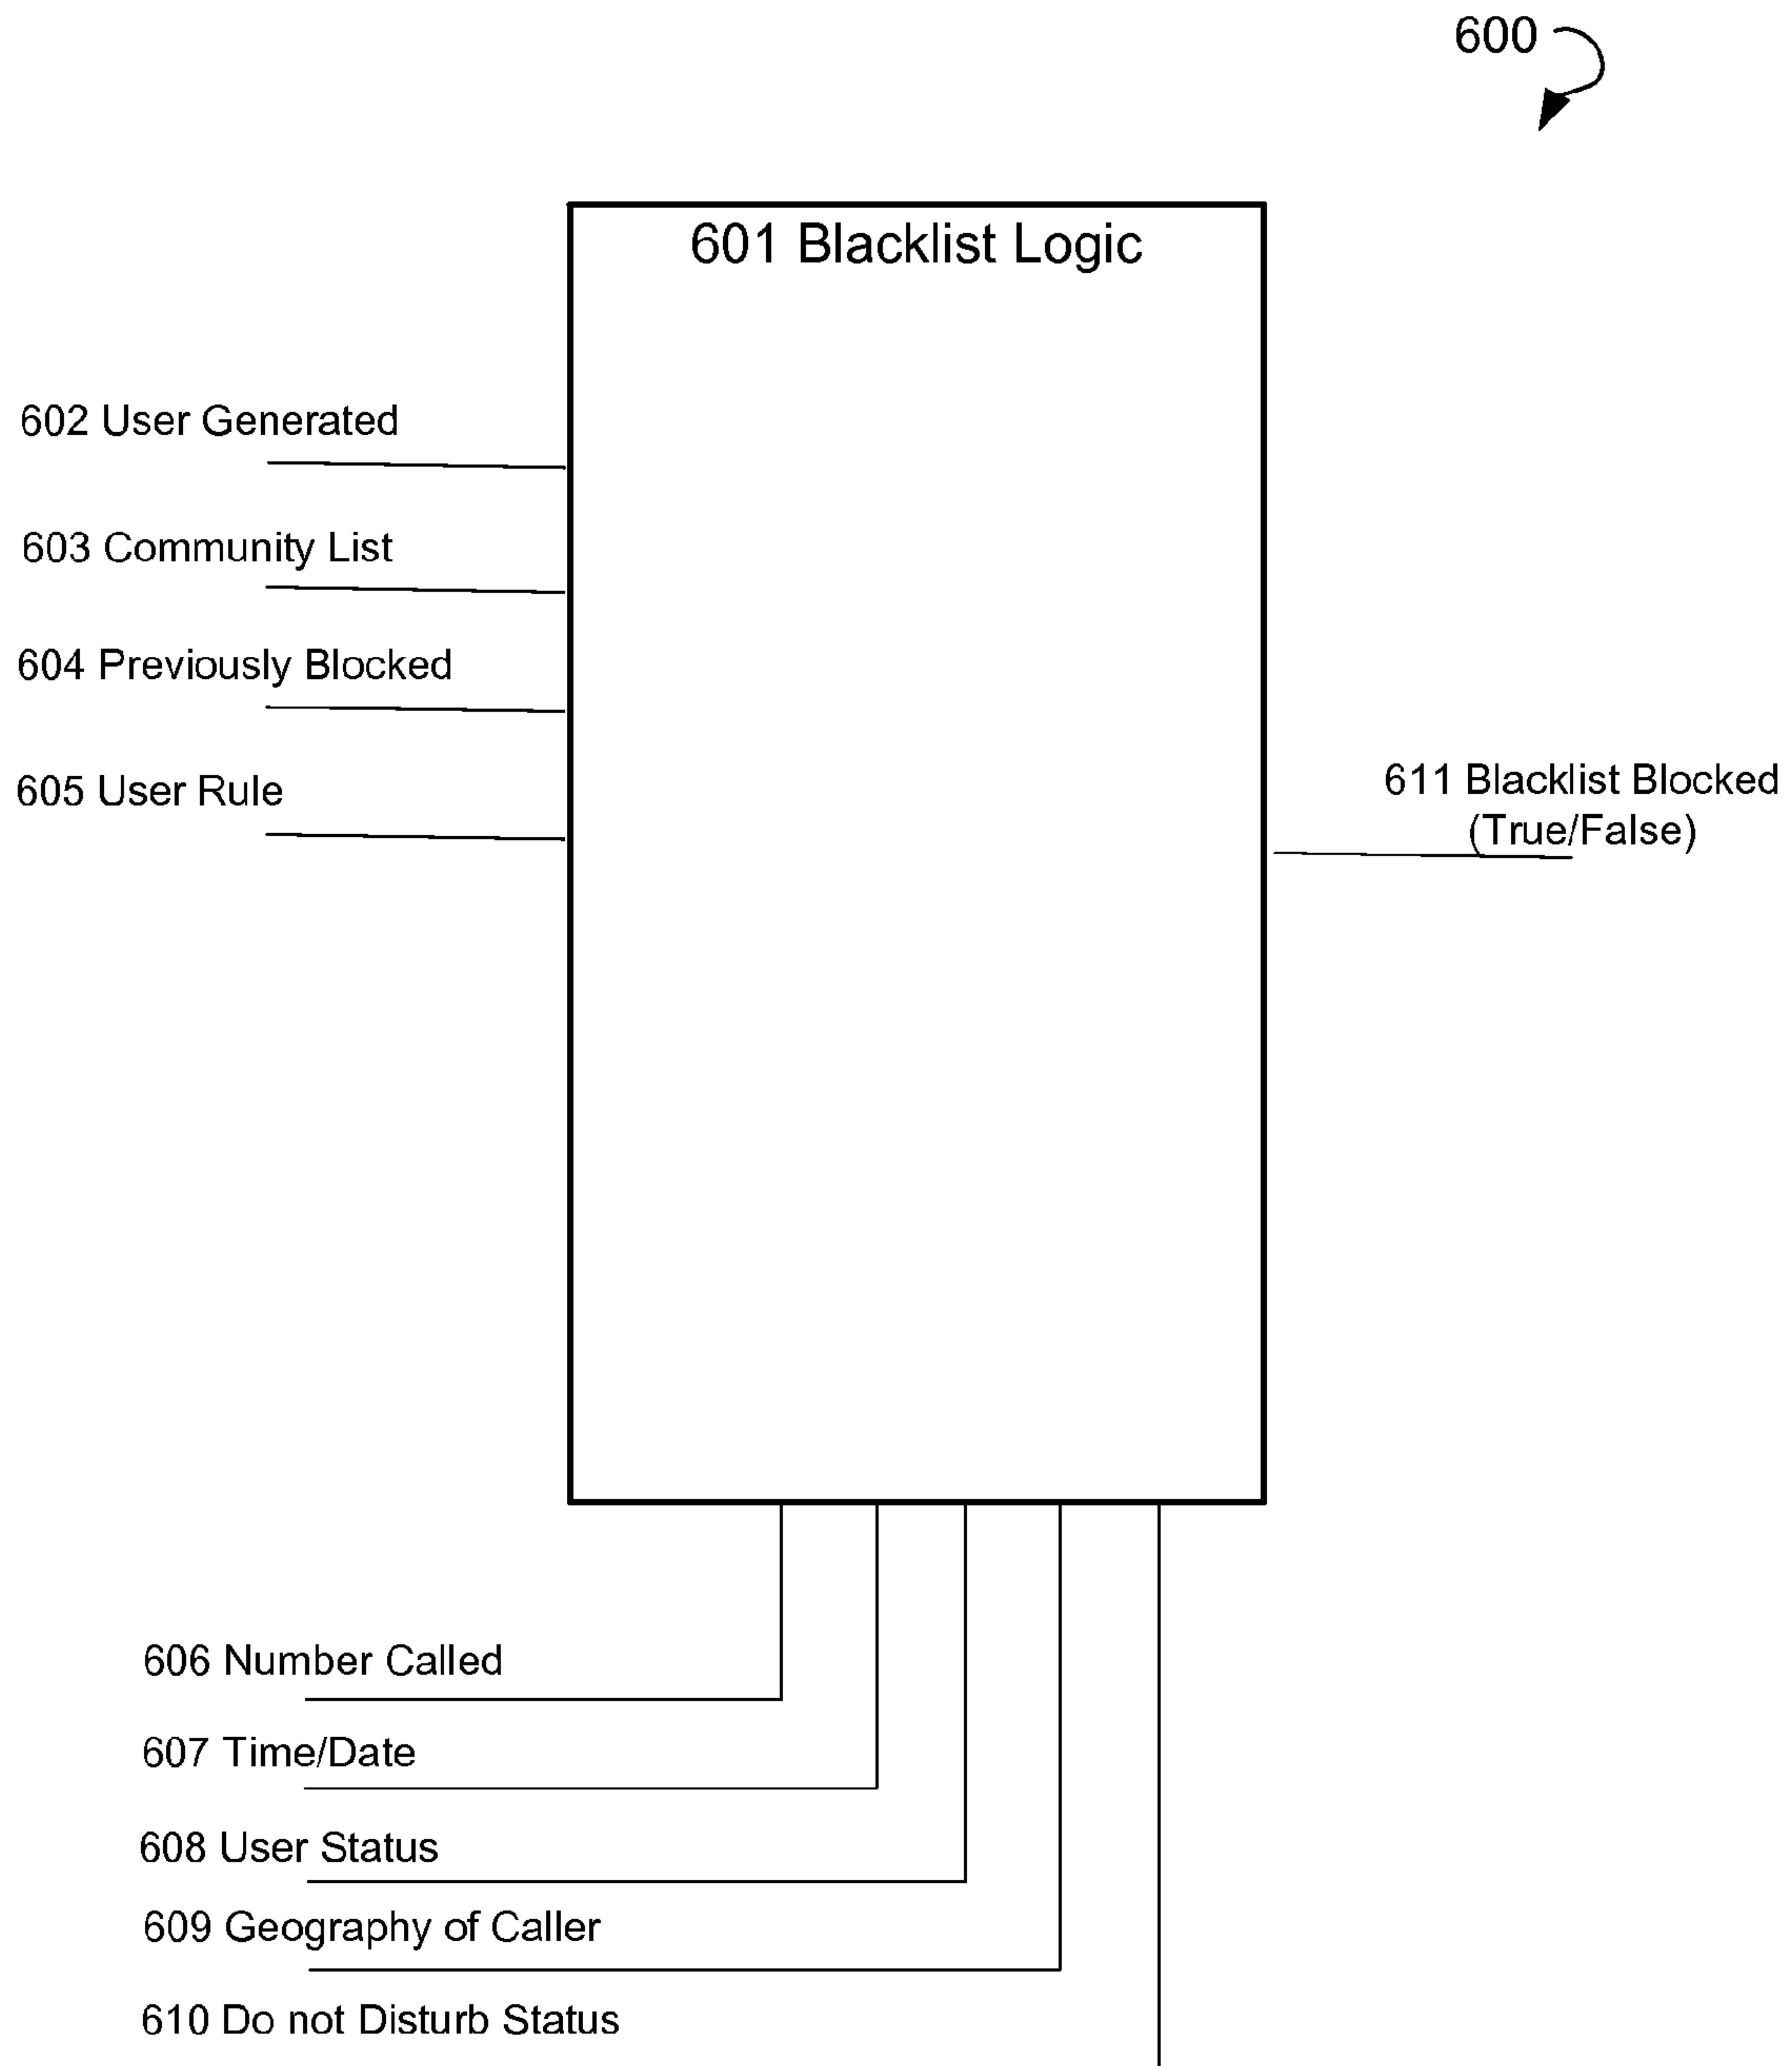 600
601 Blacklist Logic
602 User Generated
603 Community List
604 Previously Blocked
605 User Rule
611 Blacklist Blocked
(True/False)
606 Number Called
607 Time/Date
608 User Status
609 Geography of Caller
610 Do not Disturb Status